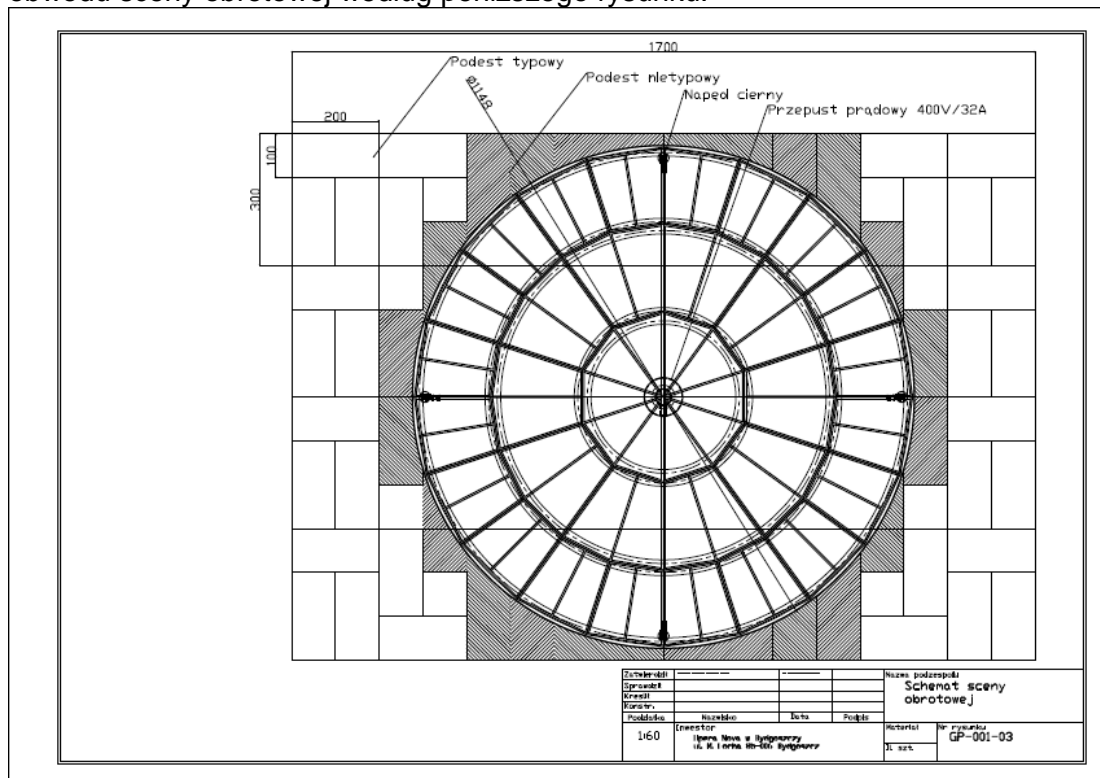 obwodu sceny obrotowej według poniższego rysunku.
1700
Podest typowy
Podest nietypowy
Ø1148
Napęd cierny
Przepust prądowy 400V/32A
200
100
300
Zatwierdził
Sprawdził
Kreślił
Konstr.
Podziałka Nazwisko Data Podpis
1:60
Inwestor
Opera Nova w Bydgoszczy
Nazwa podzespołu
Schemat sceny
obrotowej
Materiał
Nr rysunku
GP-001-03
Il. szt.